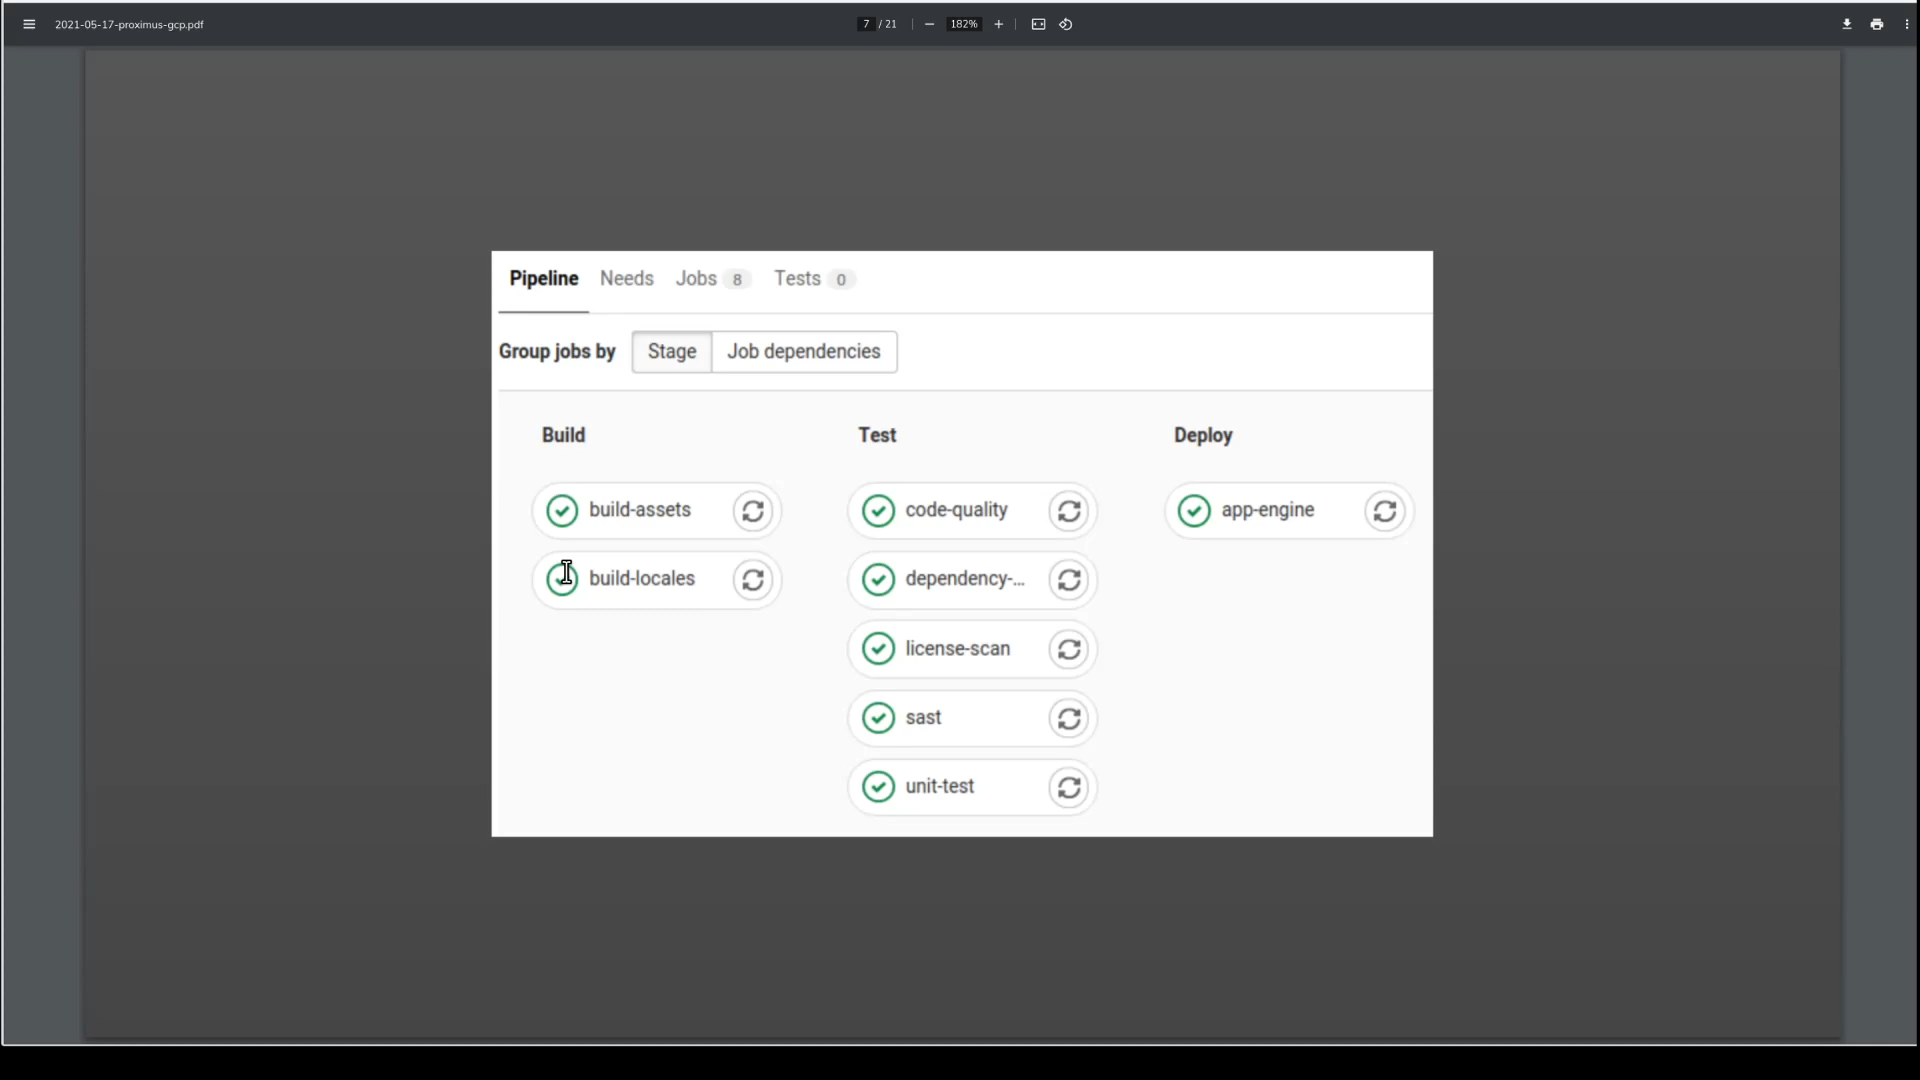 2021-05-17-proximus-gcp.pdf
7 / 21
182%
Pipeline Needs Jobs 8 Tests 0
Group jobs by Stage Job dependencies
Build Test Deploy
build-assets code-quality app-engine
build-locales dependency-...
license-scan
sast
unit-test